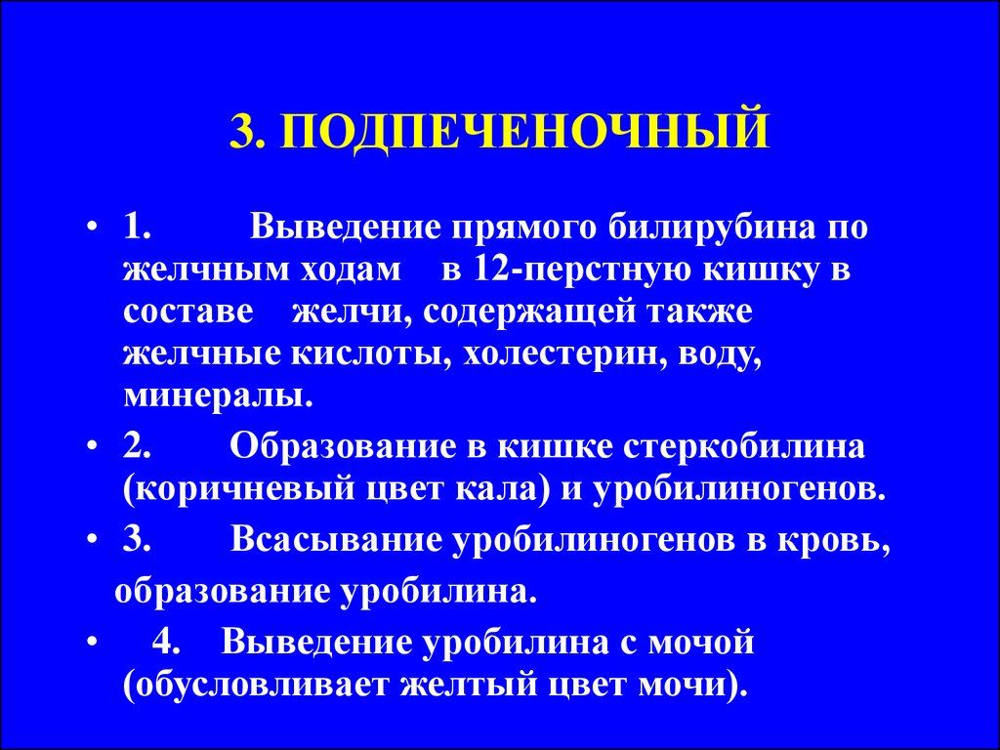 3. ПОДПЕЧЕНОЧНЫЙ
• 1. Выведение прямого билирубина по
желчным ходам в 12-перстную кишку в
составе желчи, содержащей также
желчные кислоты, холестерин, воду,
минералы.
• 2. Образование в кишке стеркобилина
(коричневый цвет кала) и уробилиногенов.
• 3. Всасывание уробилиногенов в кровь,
образование уробилина.
• 4. Выведение уробилина с мочой
(обусловливает желтый цвет мочи).